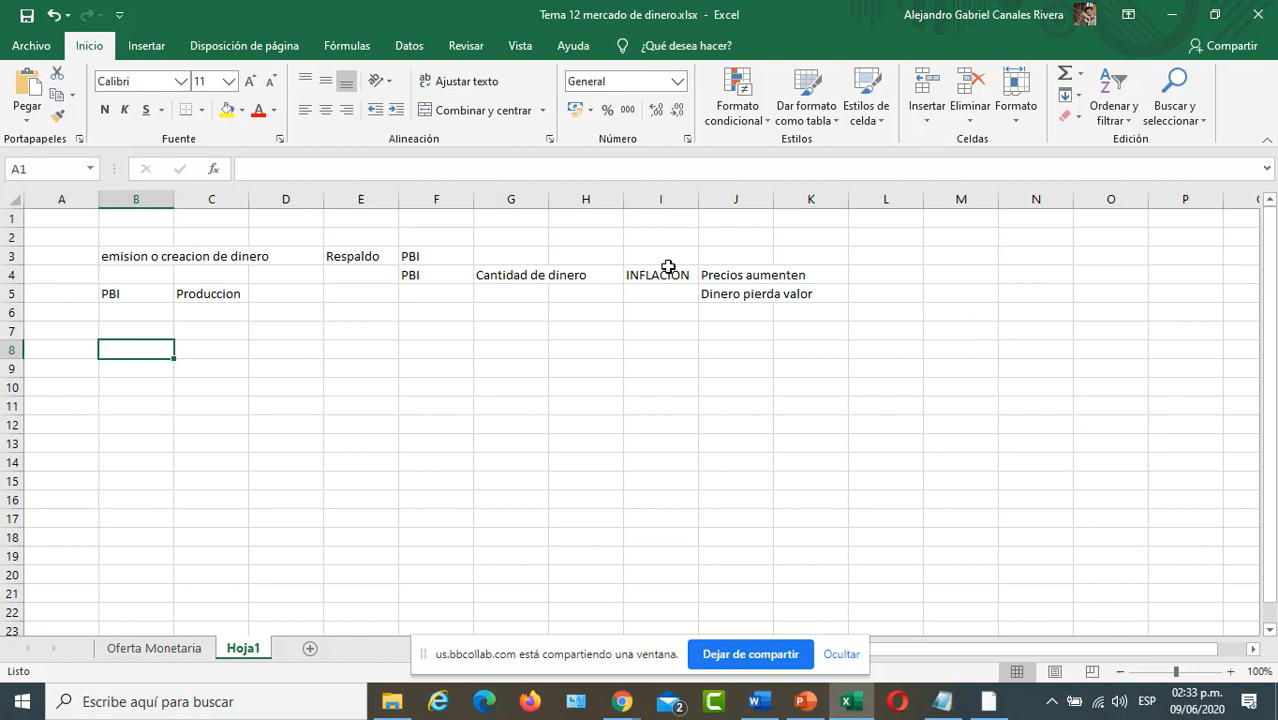 Tema 12 mercado de dinero.xlsx - Excel
Alejandro Gabriel Canales Rivera
Archivo Inicio Insertar Disposición de página Fórmulas Datos Revisar Vista Ayuda ¿Qué desea hacer? Compartir
Pegar
Calibri 11
N K S
Ajustar texto
Combinar y centrar
General
% 000
Formato condicional
Dar formato como tabla
Estilos de celda
Insertar
Eliminar
Formato
Ordenar y filtrar
Buscar y seleccionar
Portapapeles Fuente Alineación Número Estilos Celdas Edición
A1 fx
A B C D E F G H I J K L M N O P
1
2
3 emision o creacion de dinero Respaldo PBI
4 PBI Cantidad de dinero INFLACION Precios aumenten
5 PBI Produccion Dinero pierda valor
6
7
8
9
10
11
12
13
14
15
16
17
18
19
20
21
22
23
Oferta Monetaria Hoja1
us.bbcollab.com está compartiendo una ventana. Dejar de compartir Ocultar
Listo 100%
Escribe aquí para buscar
2
ESP
02:33 p.m.
09/06/2020